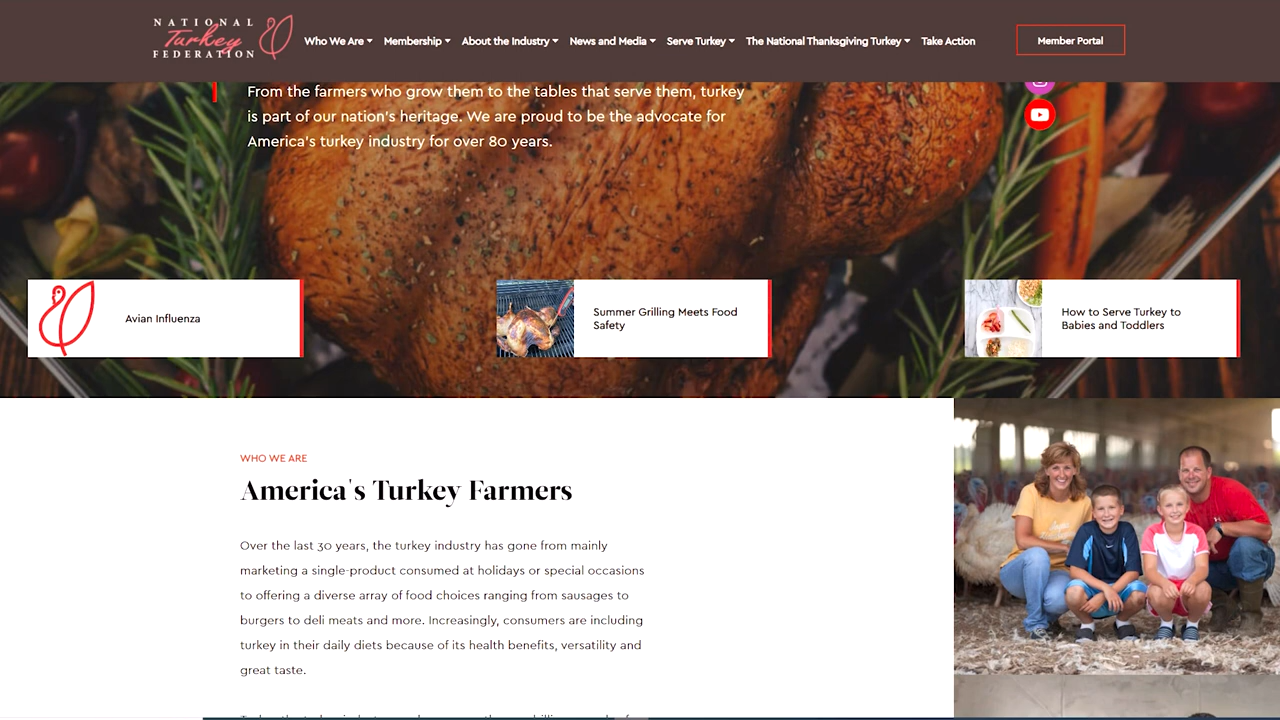 NATIONAL
Turkey
FEDERATION
Who We Are
Membership
About the Industry
News and Media
Serve Turkey
The National Thanksgiving Turkey
Take Action
Member Portal
From the farmers who grow them to the tables that serve them, turkey
is part of our nation's heritage. We are proud to be the advocate for
America's turkey industry for over 80 years.
Avian Influenza
Summer Grilling Meets Food
Safety
How to Serve Turkey to
Babies and Toddlers
WHO WE ARE
America's Turkey Farmers
Over the last 30 years, the turkey industry has gone from mainly
marketing a single-product consumed at holidays or special occasions
to offering a diverse array of food choices ranging from sausages to
burgers to deli meats and more. Increasingly, consumers are including
turkey in their daily diets because of its health benefits, versatility and
great taste.